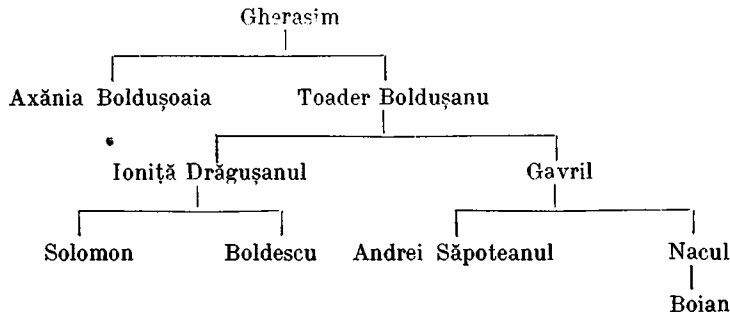 Gherasim
Axănia Boldușoaia Toader Boldușanu
Ioniță Drăgușanul Gavril
Solomon Boldescu Andrei Săpoteanul Nacul
Boian